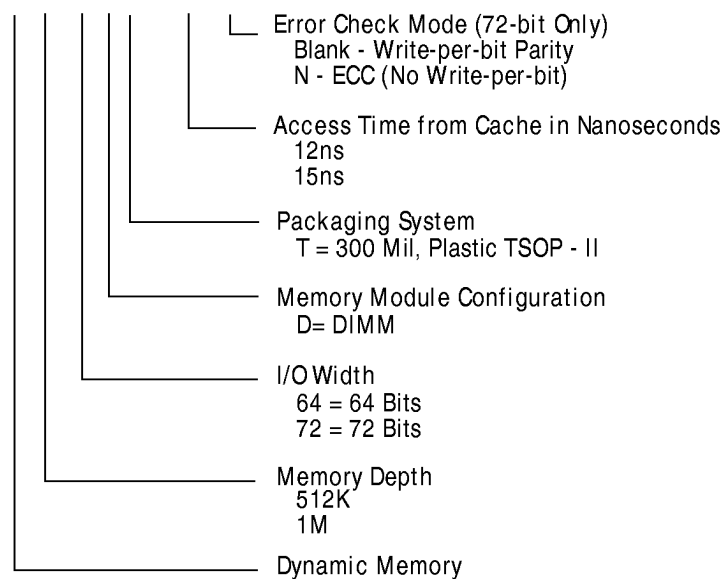 Error Check Mode (72-bit Only)
Blank - Write-per-bit Parity
N - ECC (No Write-per-bit)
Access Time from Cache in Nanoseconds
12ns
15ns
Packaging System
T = 300 Mil, Plastic TSOP - II
Memory Module Configuration
D= DIMM
I/O Width
64 = 64 Bits
72 = 72 Bits
Memory Depth
512K
1M
Dynamic Memory